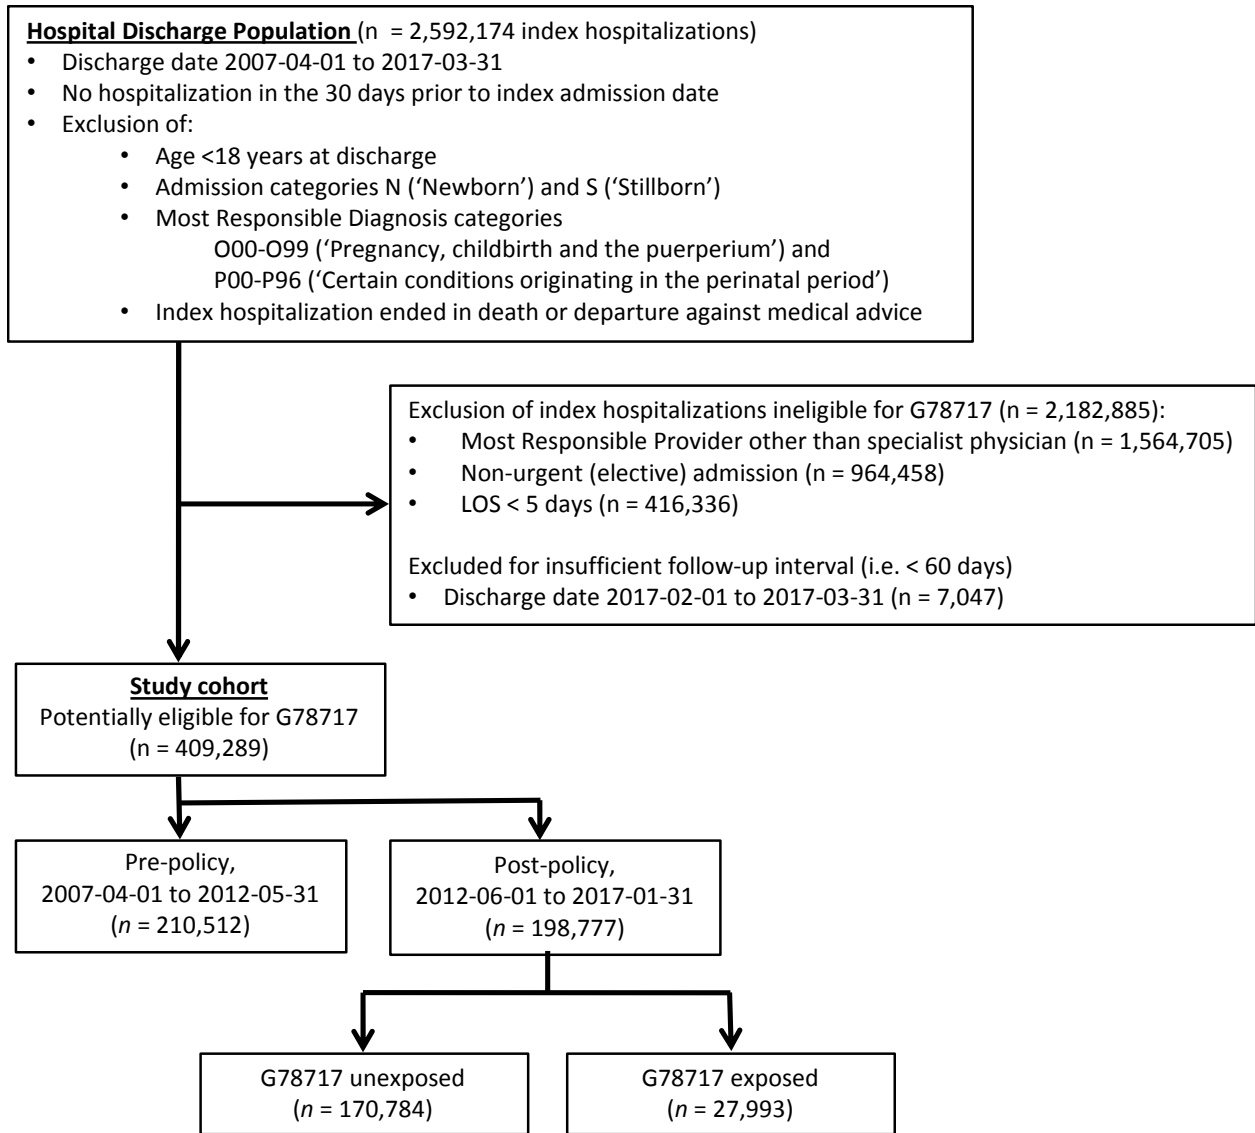 Hospital Discharge Population (n = 2,592,174 index hospitalizations)
• Discharge date 2007-04-01 to 2017-03-31
• No hospitalization in the 30 days prior to index admission date
• Exclusion of:
• Age <18 years at discharge
• Admission categories N (‘Newborn’) and S (‘Stillborn’)
• Most Responsible Diagnosis categories
O00-O99 (‘Pregnancy, childbirth and the puerperium’) and
P00-P96 (‘Certain conditions originating in the perinatal period’)
• Index hospitalization ended in death or departure against medical advice
Exclusion of index hospitalizations ineligible for G78717 (n = 2,182,885):
• Most Responsible Provider other than specialist physician (n = 1,564,705)
• Non-urgent (elective) admission (n = 964,458)
• LOS < 5 days (n = 416,336)
Excluded for insufficient follow-up interval (i.e. < 60 days)
• Discharge date 2017-02-01 to 2017-03-31 (n = 7,047)
Study cohort
Potentially eligible for G78717
(n = 409,289)
Pre-policy,
2007-04-01 to 2012-05-31
(n = 210,512)
Post-policy,
2012-06-01 to 2017-01-31
(n = 198,777)
G78717 unexposed
(n = 170,784)
G78717 exposed
(n = 27,993)